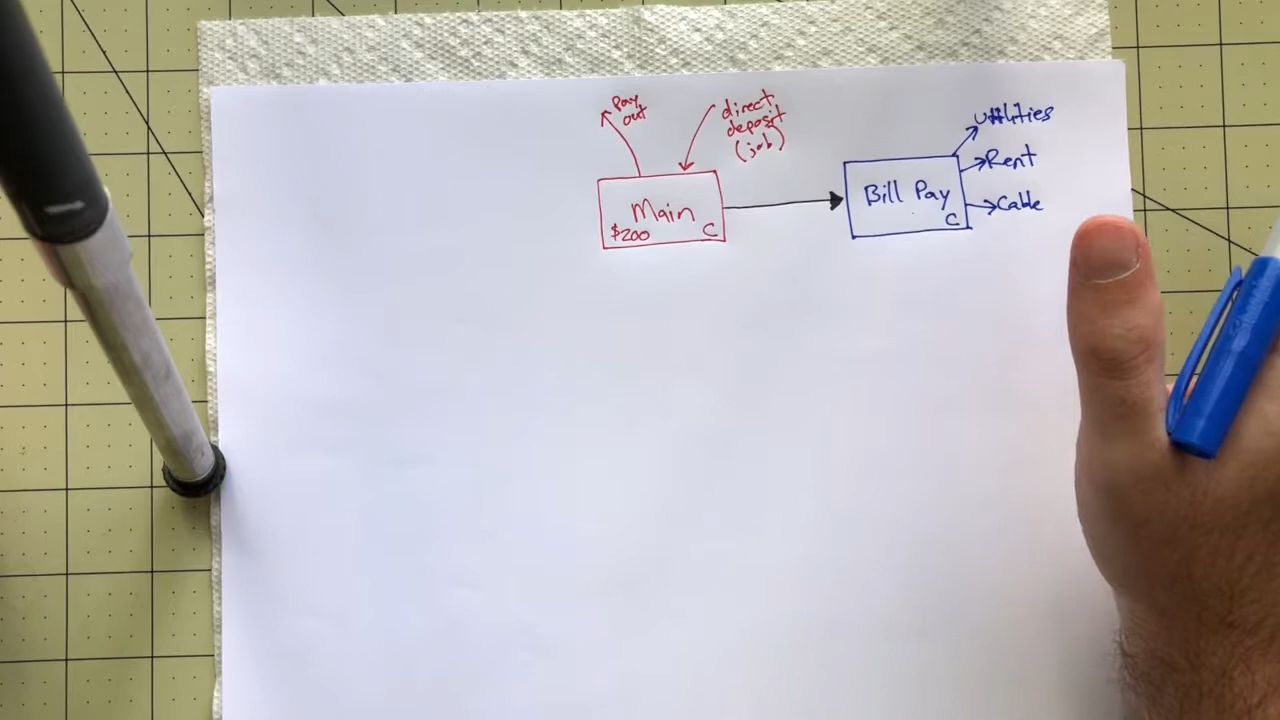 Pay
out
direct
deposit
(job)
Main
$200 C
Bill Pay
C
Utilities
Rent
Cable